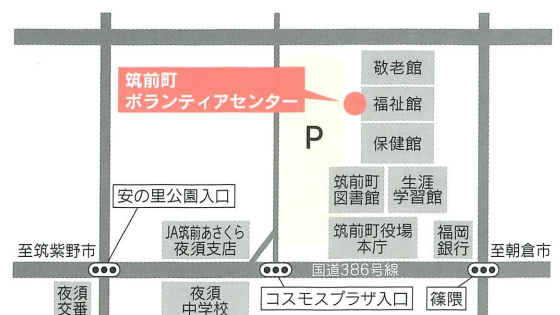 敬老館
筑前町
ボランティアセンター
福祉館
P
保健館
筑前町
図書館
生涯
学習館
安の里公園入口
JA筑前あさくら
夜須支店
筑前町役場
本庁
福岡
銀行
至筑紫野市
至朝倉市
国道386号線
夜須
交番
夜須
中学校
コスモスプラザ入口
篠隈